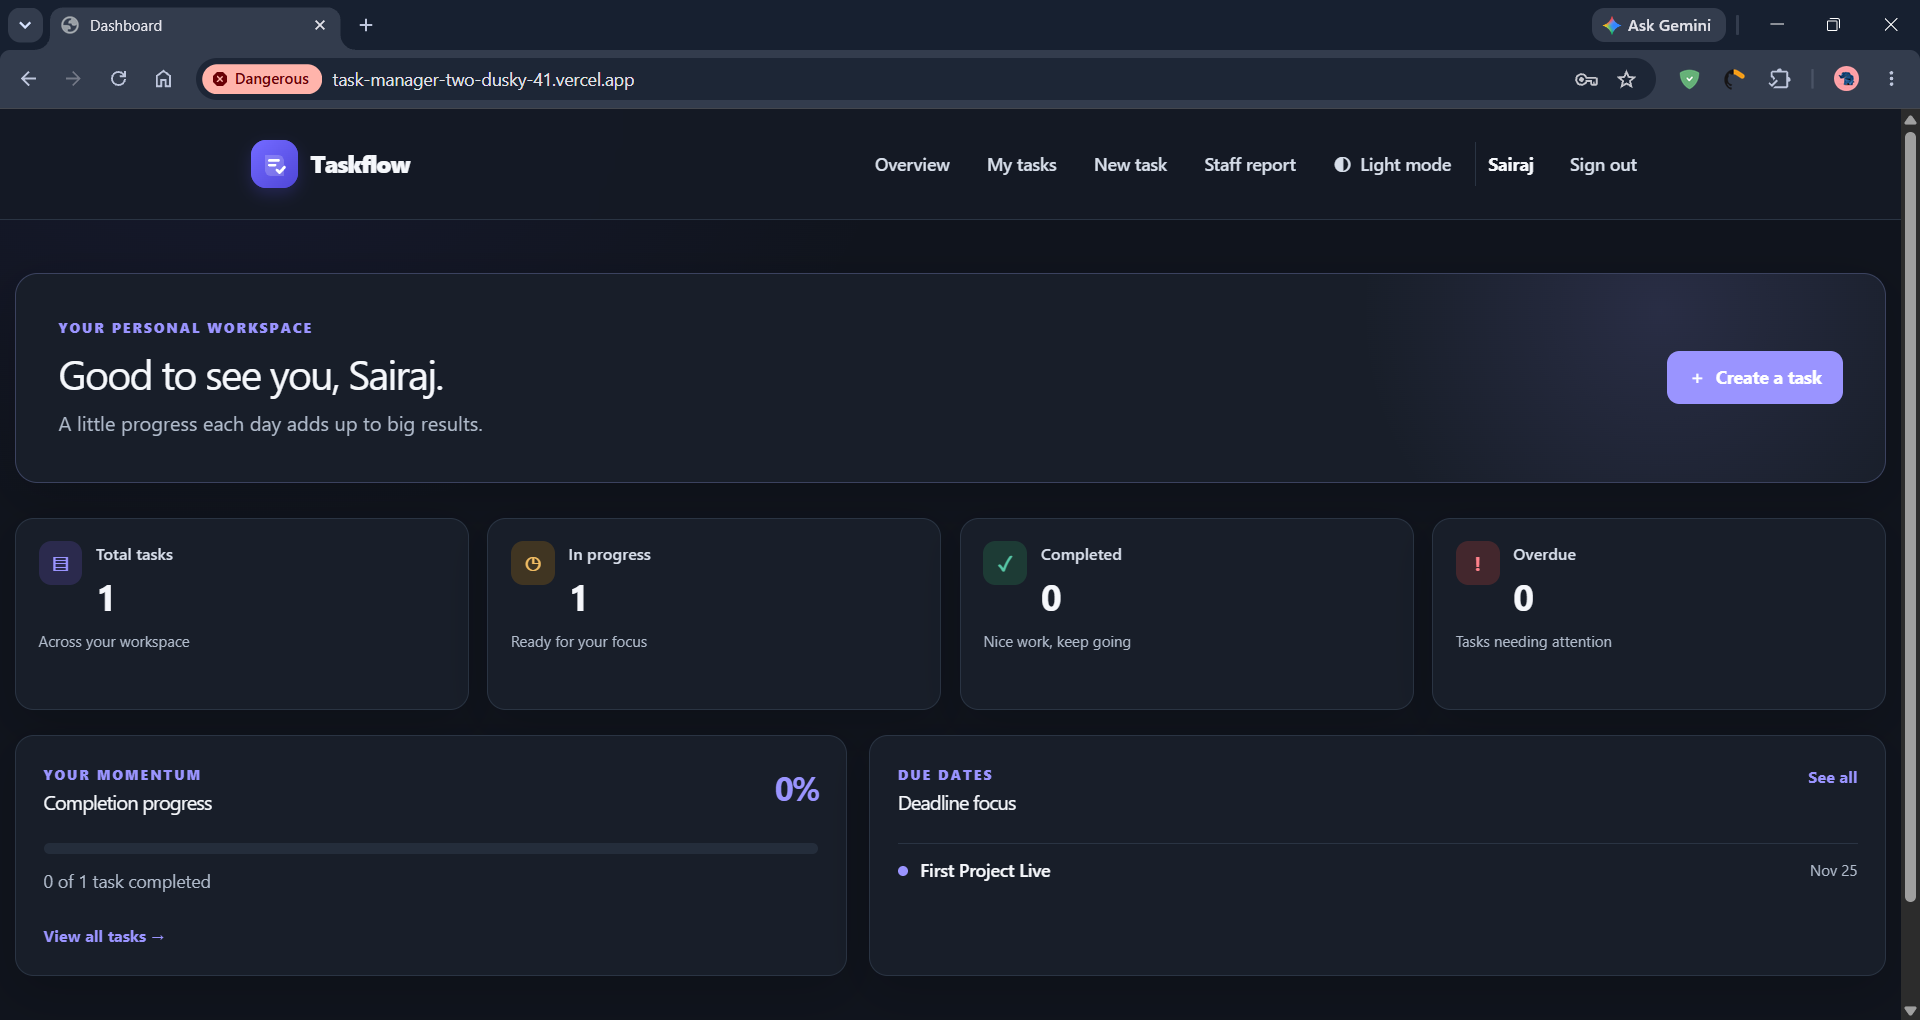 Dashboard
Ask Gemini
Dangerous task-manager-two-dusky-41.vercel.app
Taskflow
Overview My tasks New task Staff report Light mode Sairaj Sign out
YOUR PERSONAL WORKSPACE
Good to see you, Sairaj.
A little progress each day adds up to big results.
+ Create a task
Total tasks
1
Across your workspace
In progress
1
Ready for your focus
Completed
0
Nice work, keep going
Overdue
0
Tasks needing attention
YOUR MOMENTUM
Completion progress
0%
0 of 1 task completed
View all tasks →
DUE DATES
Deadline focus
See all
First Project Live Nov 25